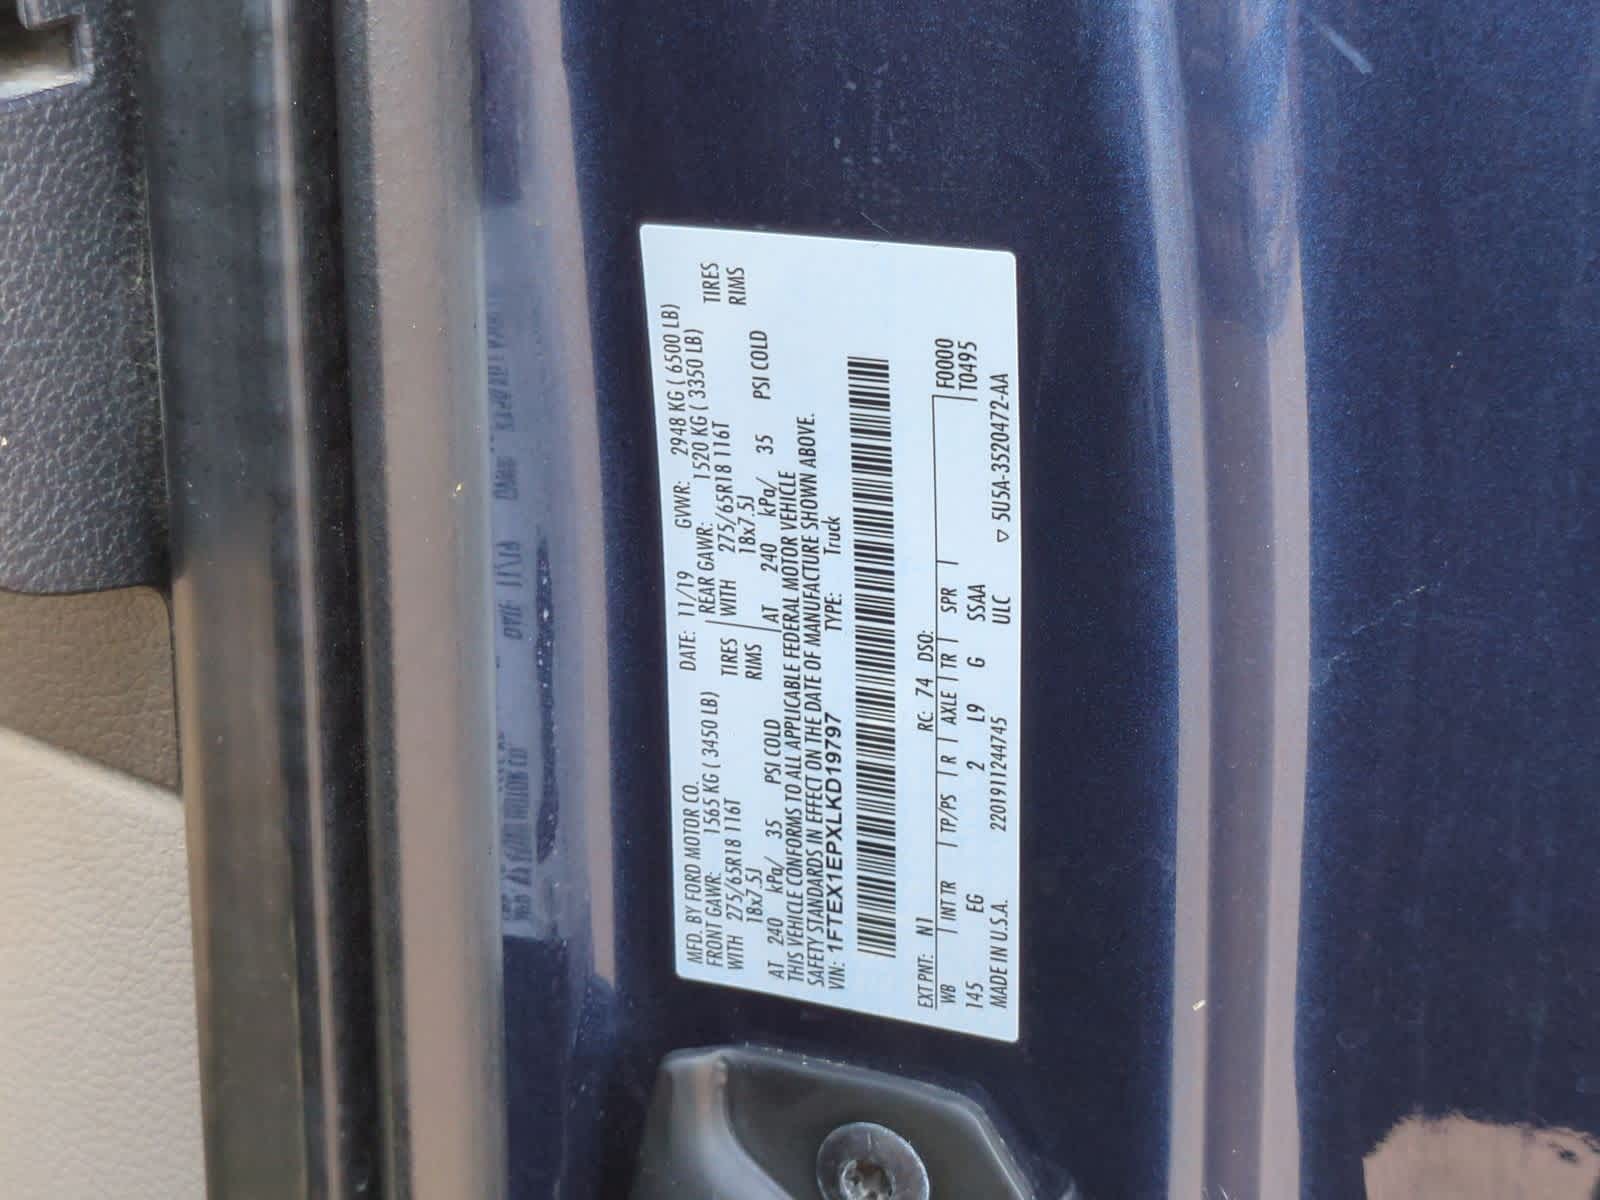 MFD. BY FORD MOTOR CO.
DATE: 11/19 GVWR: 2948 KG ( 6500 LB)
FRONT GAWR: 1565 KG ( 3450 LB)
REAR GAWR: 1520 KG ( 3350 LB)
WITH 275/65R18 116T TIRES
WITH 275/65R18 116T TIRES
18x7.5J RIMS
18x7.5J RIMS
AT 240 kPa/ 35 PSI COLD
AT 240 kPa/ 35 PSI COLD
THIS VEHICLE CONFORMS TO ALL APPLICABLE FEDERAL MOTOR VEHICLE
SAFETY STANDARDS IN EFFECT ON THE DATE OF MANUFACTURE SHOWN ABOVE.
VIN: 1FTEX1EPXLKD19797 TYPE: Truck
EXT PNT: N1 RC: 74 DSO:
WB INT TR TP/PS R AXLE TR SPR F0000
145 EG 2 L9 G SSAA T0495
MADE IN U.S.A. 220191124 4745 ULC ▽ 5U5A-3520472-AA